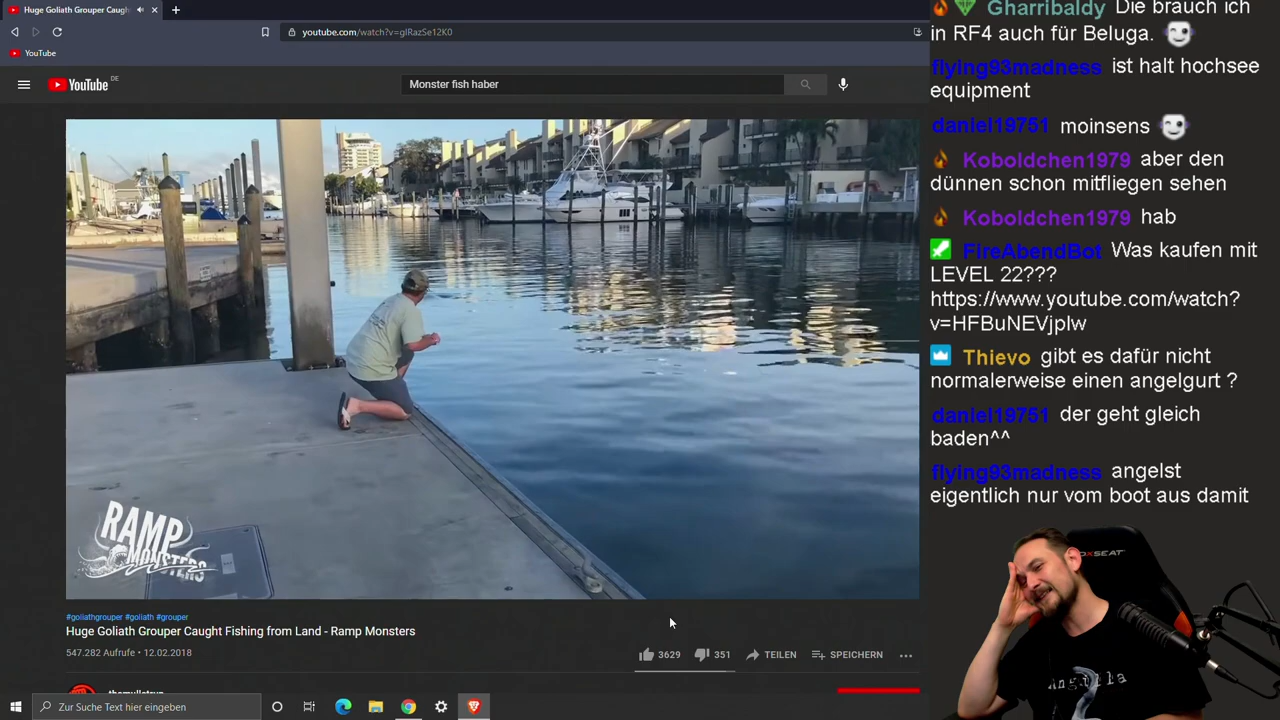 Huge Goliath Grouper Caugh
youtube.com/watch?v=glRazSe12K0
YouTube
YouTube DE
Monster fish haber
RAMP
MONSTERS
#goliathgrouper #goliath #grouper
Huge Goliath Grouper Caught Fishing from Land - Ramp Monsters
547.282 Aufrufe • 12.02.2018
3629
351
TEILEN
SPEICHERN
Zur Suche Text hier eingeben
Gharribaldy Die brauch ich
in RF4 auch für Beluga.
flying93madness ist halt hochsee
equipment
daniel19751 moinsens
Koboldchen1979 aber den
dünnen schon mitfliegen sehen
Koboldchen1979 hab
FireAbendBot Was kaufen mit
LEVEL 22???
https://www.youtube.com/watch?
v=HFBuNEVjplw
Thievo gibt es dafür nicht
normalerweise einen angelgurt ?
daniel19751 der geht gleich
baden^^
flying93madness angelst
eigentlich nur vom boot aus damit